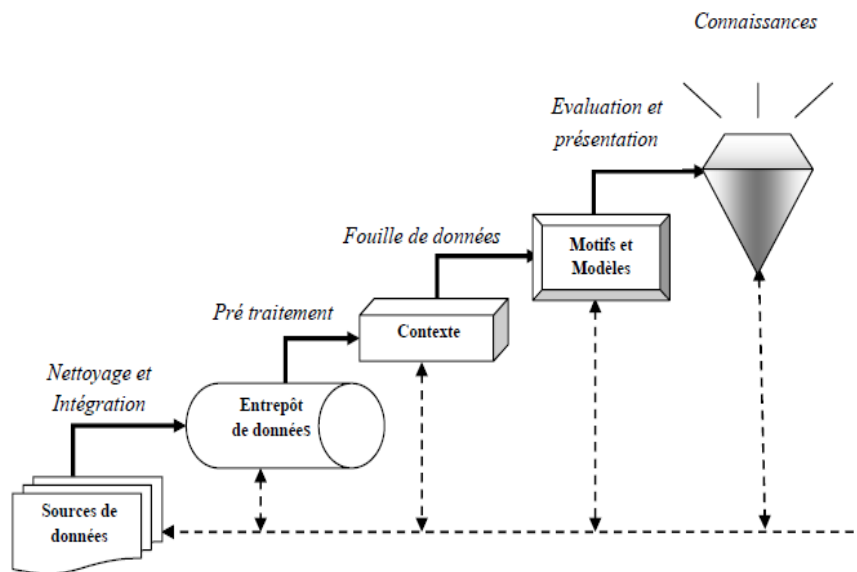 Connaissances
Evaluation et
présentation
Fouille de données
Motifs et
Modèles
Pré traitement
Contexte
Nettoyage et
Intégration
Entrepôt
de données
Sources de
données